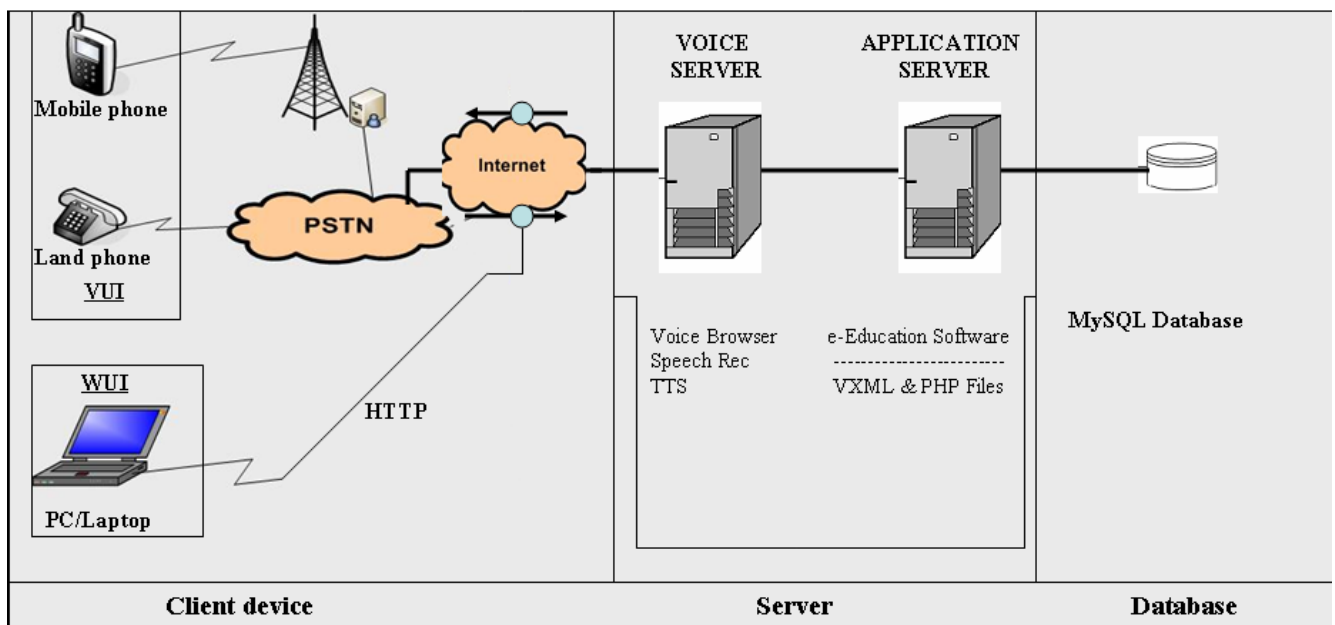 Mobile phone
Land phone
VUI
WUI
PC/Laptop
PSTN
Internet
HTTP
VOICE
SERVER
APPLICATION
SERVER
Voice Browser
Speech Rec
TTS
e-Education Software
------------------------
VXML & PHP Files
MySQL Database
Client device
Server
Database